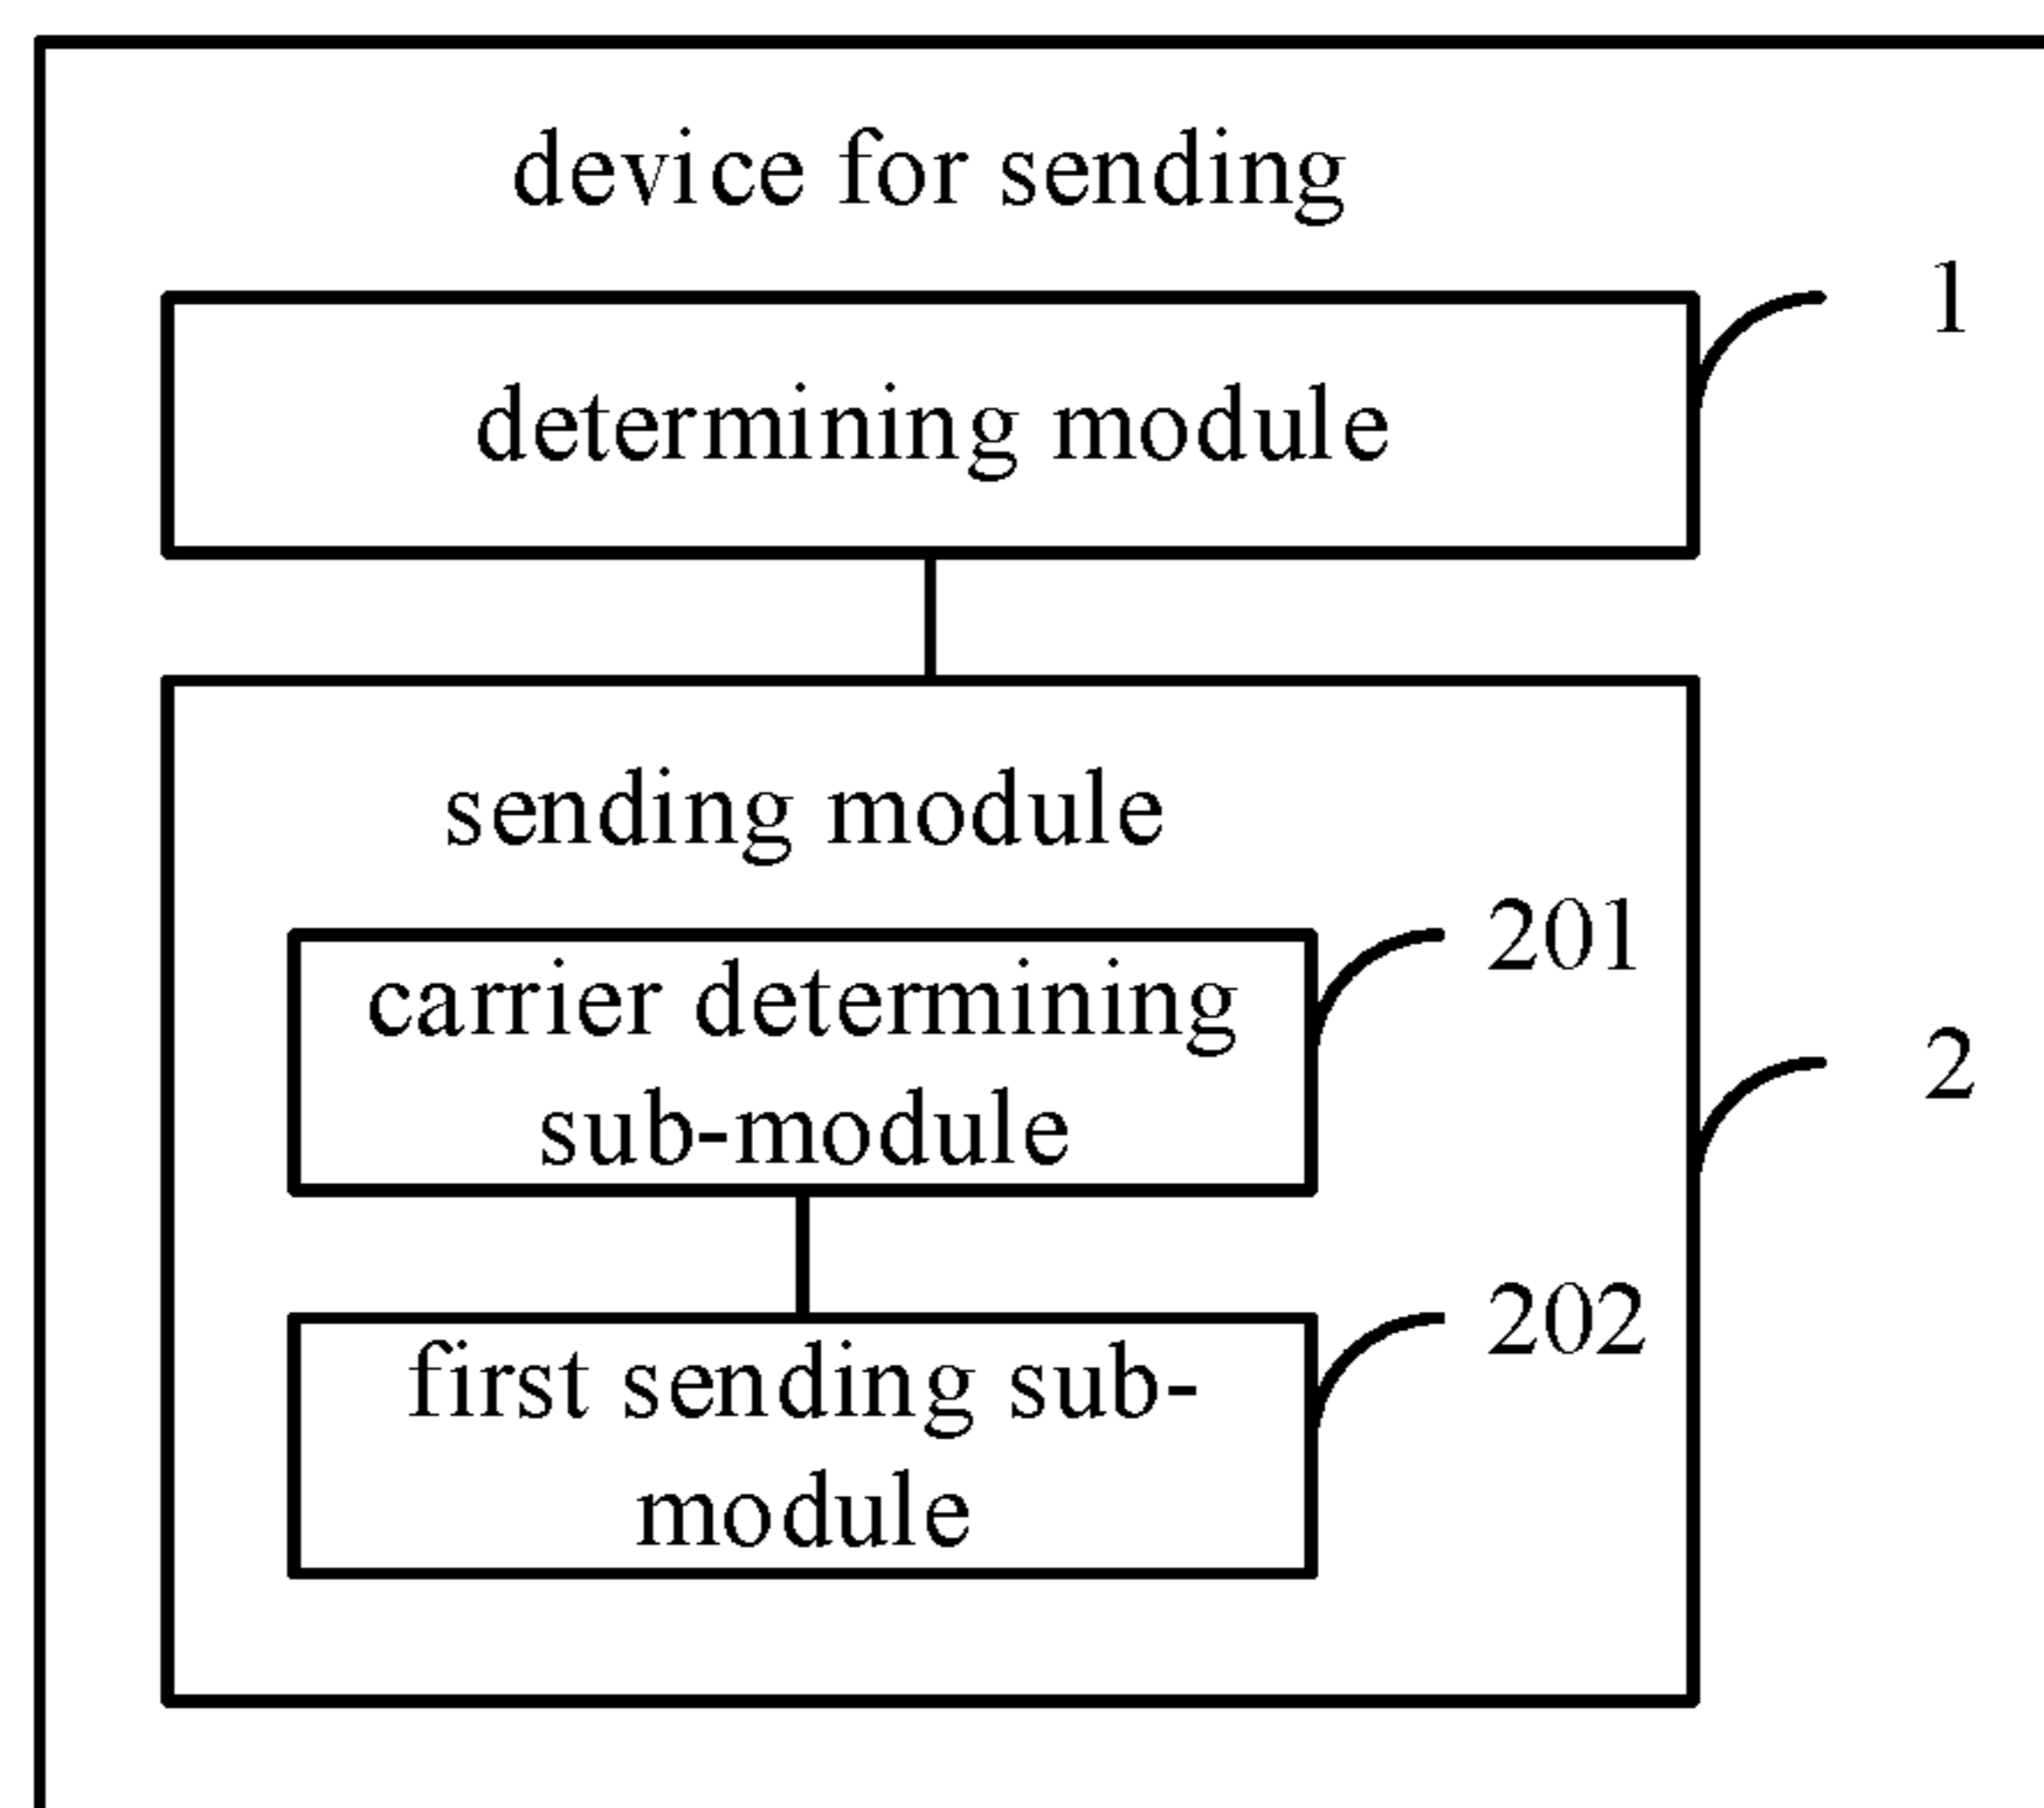 device for sending
1
determining module
sending module
201
carrier determining
sub-module
2
202
first sending sub-
module